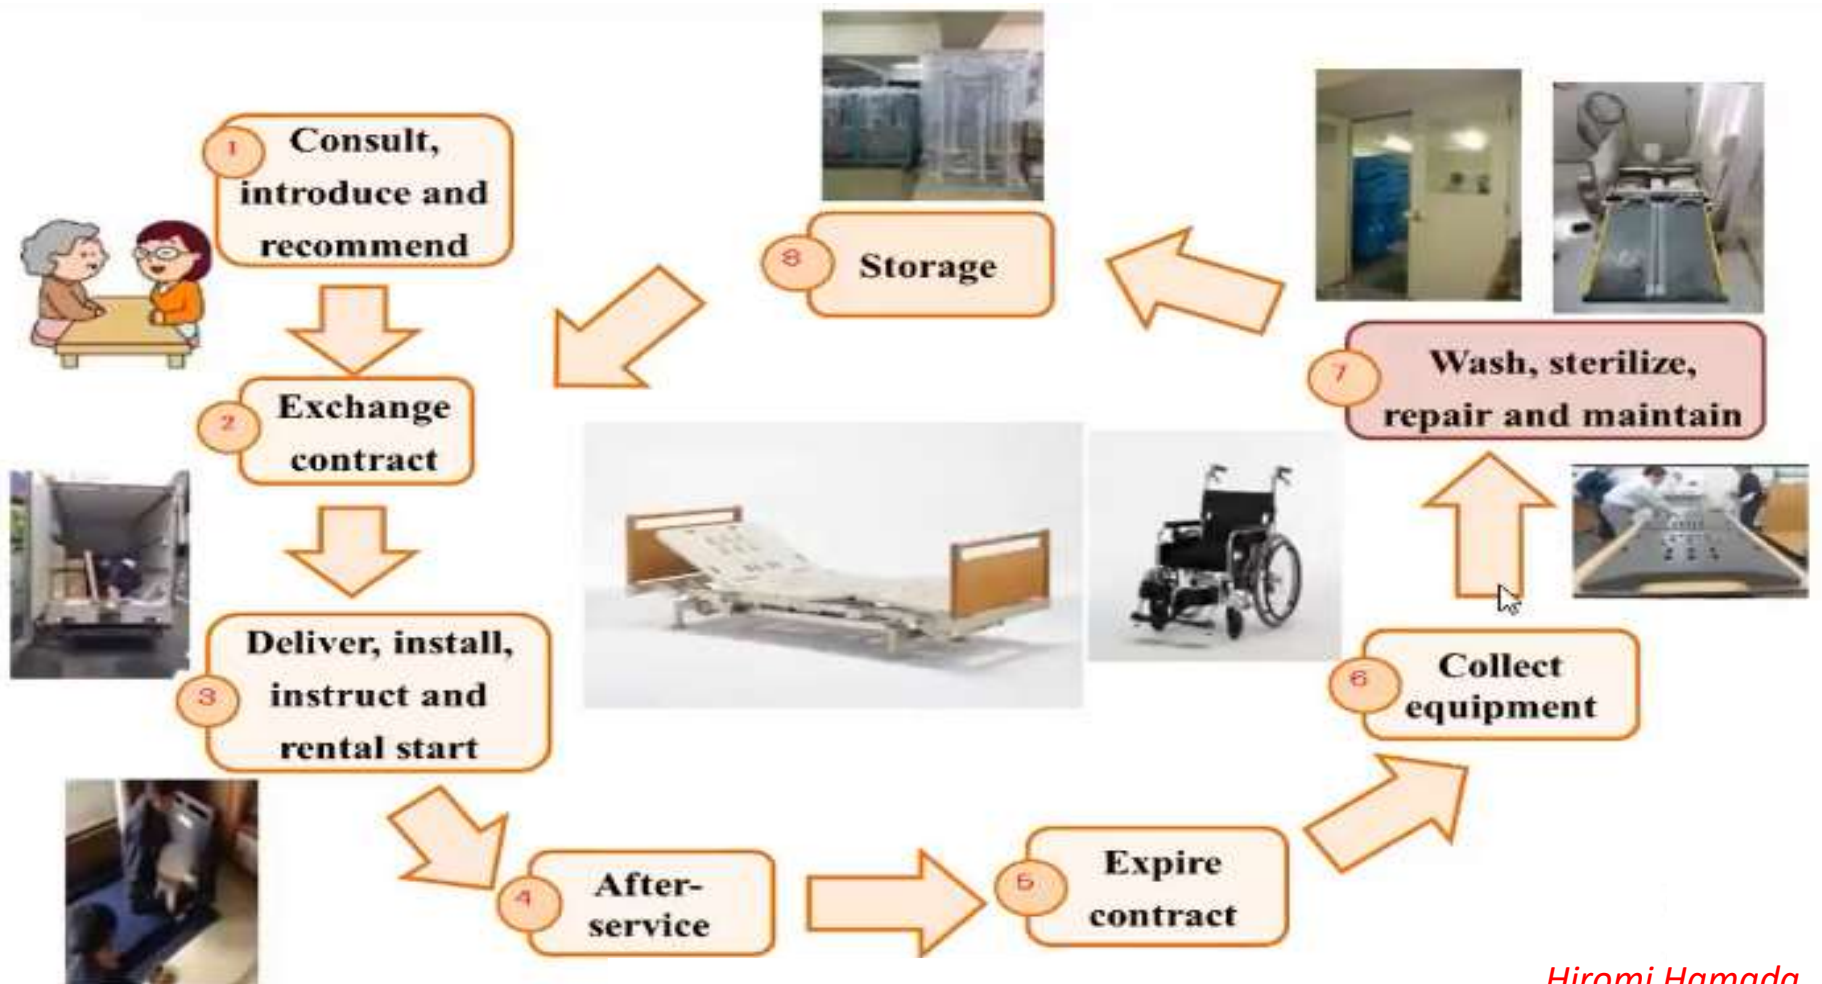 1
Consult,
introduce and
recommend
2
Exchange
contract
3
Deliver, install,
instruct and
rental start
4
After-
service
5
Expire
contract
6
Collect
equipment
7
Wash, sterilize,
repair and maintain
8
Storage
Hiromi Hamada